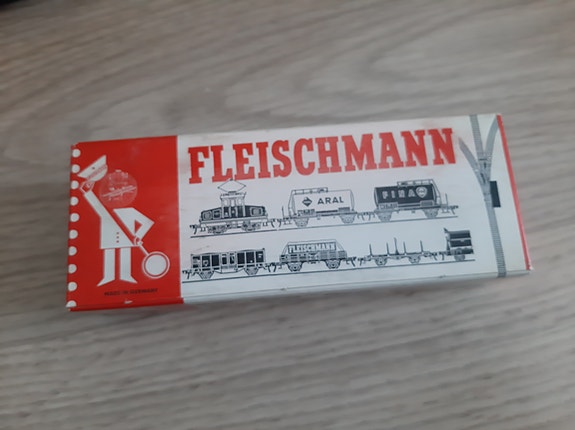 FLEISCHMANN
ARAL
FINA
FLEISCHMANN
MADE IN GERMANY